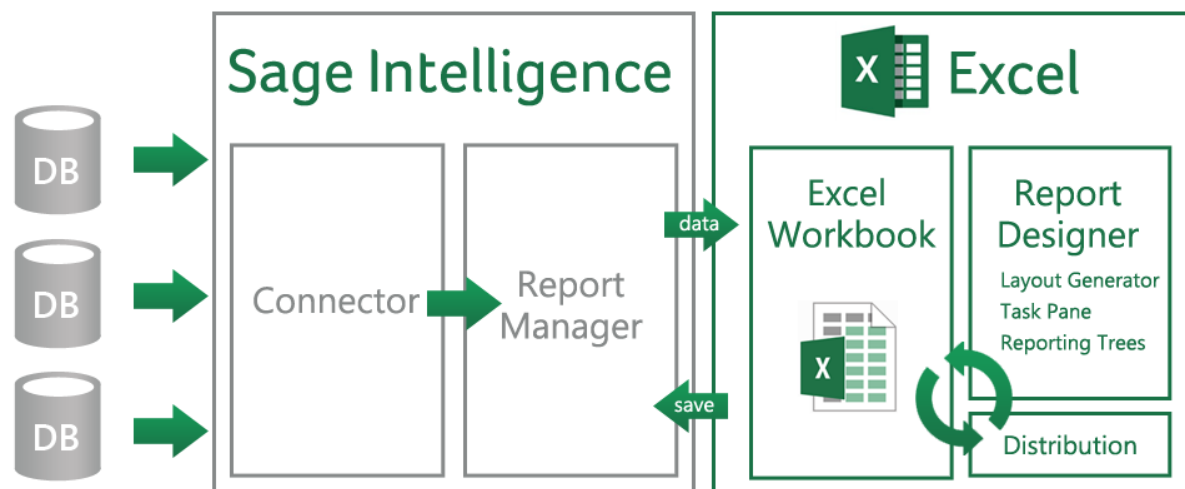 Sage Intelligence
X
Excel
DB
DB
DB
Connector
Report
Manager
data
save
Excel
Workbook
X
Report
Designer
Layout Generator
Task Pane
Reporting Trees
Distribution